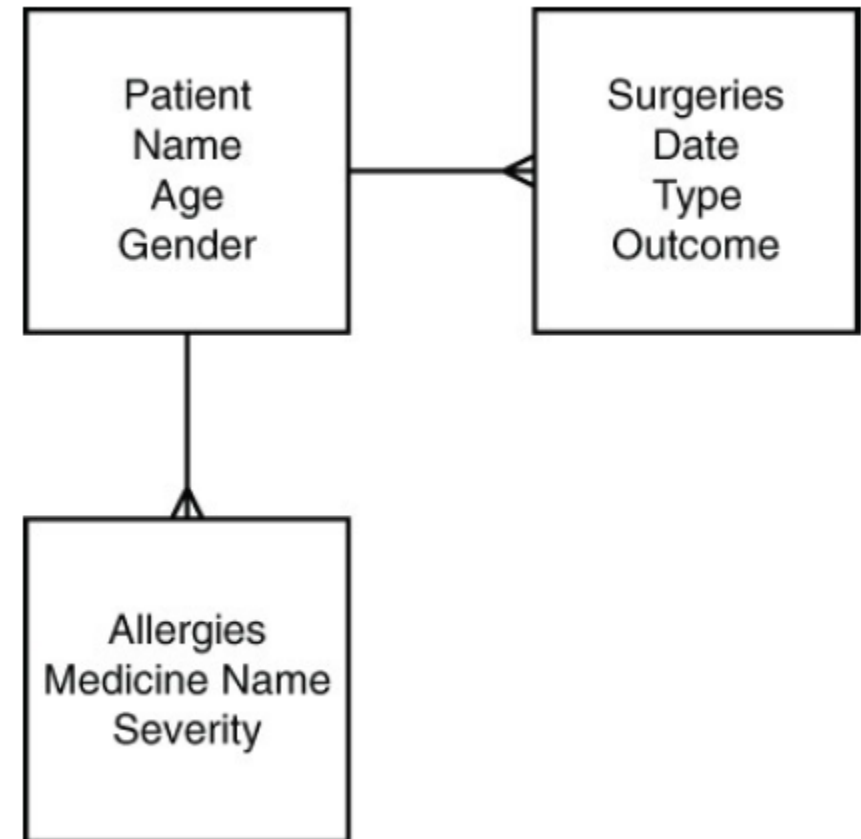 Patient
Name
Age
Gender
Surgeries
Date
Type
Outcome
Allergies
Medicine Name
Severity